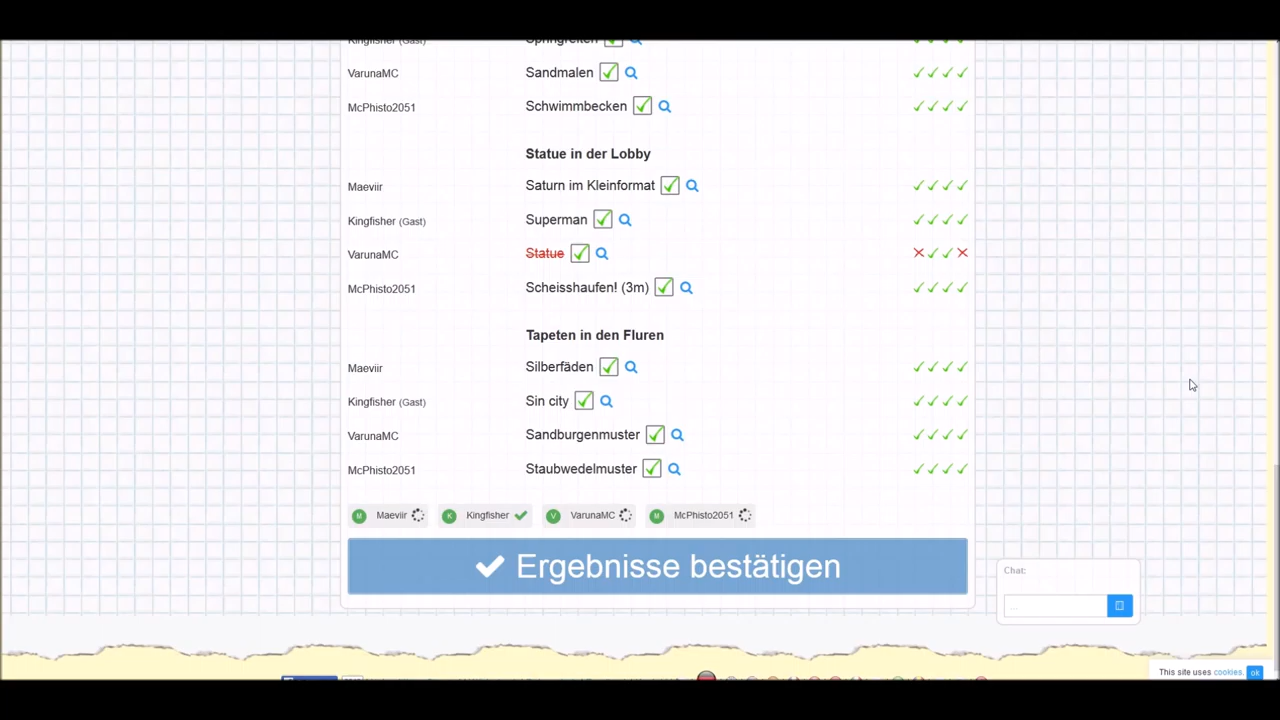 Kingfisher (Gast) Springreiten
VarunaMC Sandmalen
McPhisto2051 Schwimmbecken
Statue in der Lobby
Maeviir Saturn im Kleinformat
Kingfisher (Gast) Superman
VarunaMC Statue
McPhisto2051 Scheisshaufen! (3m)
Tapeten in den Fluren
Maeviir Silberfäden
Kingfisher (Gast) Sin city
VarunaMC Sandburgenmuster
McPhisto2051 Staubwedelmuster
M Maeviir K Kingfisher V VarunaMC M McPhisto2051
Ergebnisse bestätigen
Chat:
...
This site uses cookies. ok